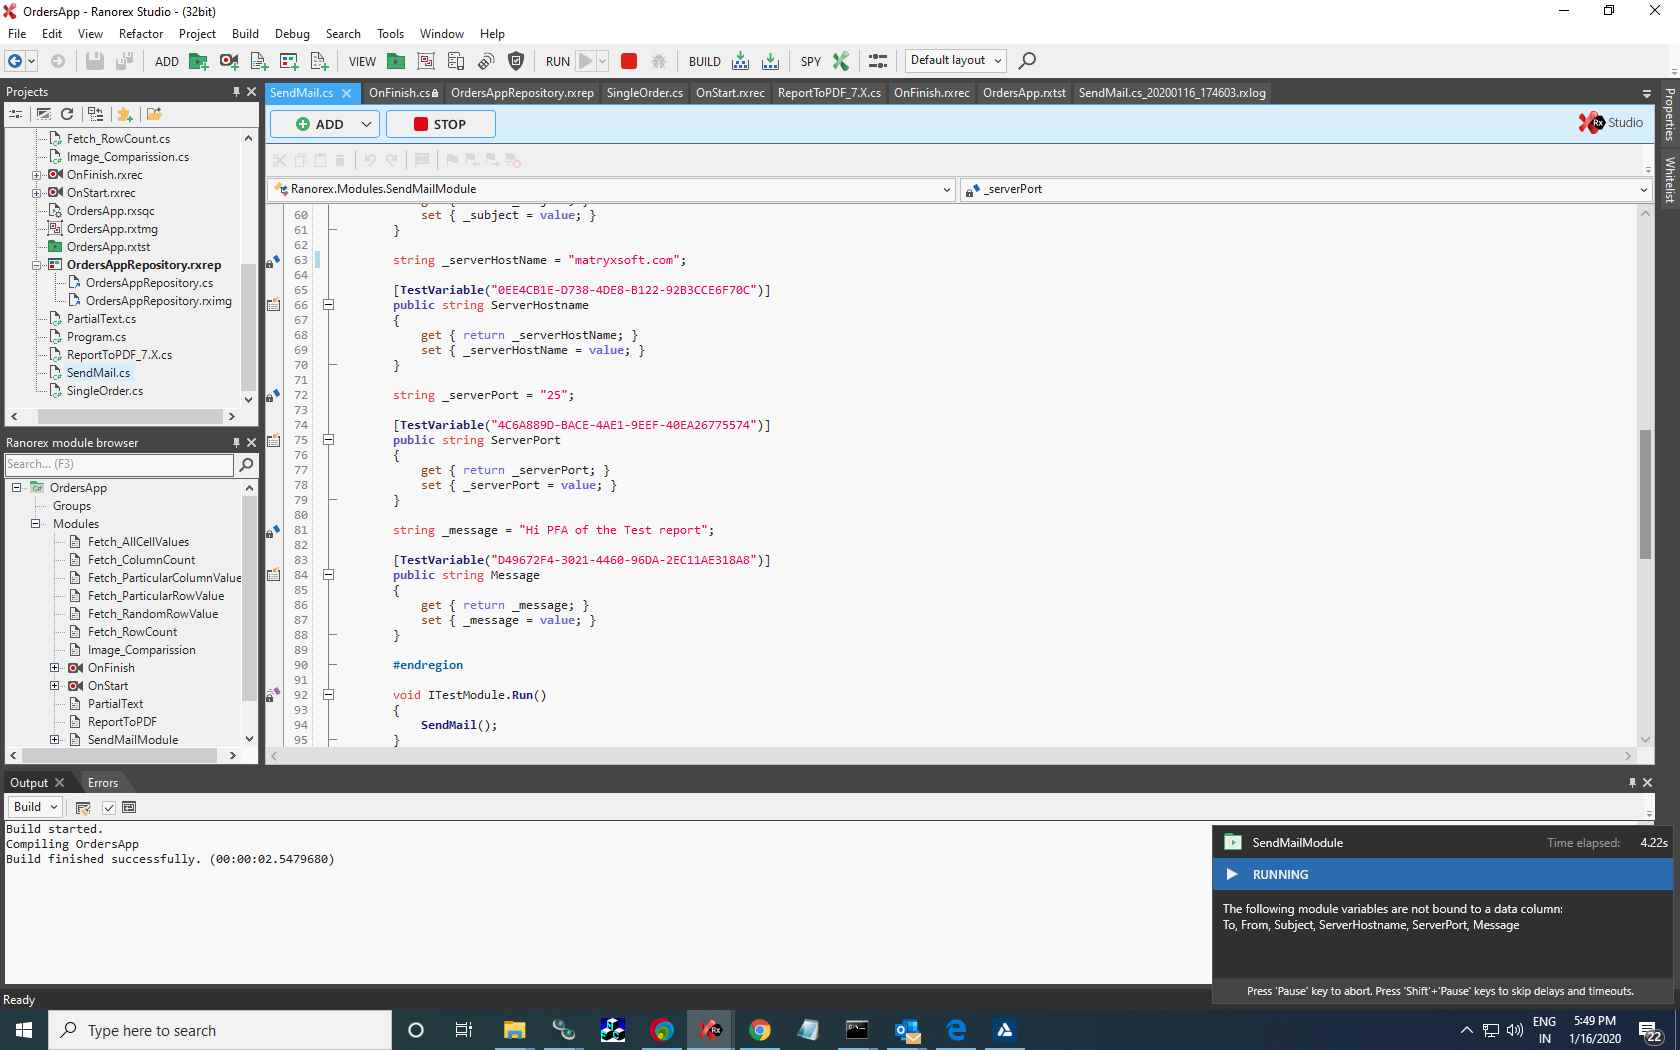 OrdersApp - Ranorex Studio - (32bit)
File Edit View Refactor Project Build Debug Search Tools Window Help
ADD VIEW RUN BUILD SPY Default layout
Projects
Fetch_RowCount.cs
Image_Comparission.cs
OnFinish.rxrec
OnStart.rxrec
OrdersApp.rxsqc
OrdersApp.rxtmg
OrdersApp.rxtst
OrdersAppRepository.rxrep
OrdersAppRepository.cs
OrdersAppRepository.rximg
PartialText.cs
Program.cs
ReportToPDF_7.X.cs
SendMail.cs
SingleOrder.cs
Ranorex module browser
Search... (F3)
OrdersApp
Groups
Modules
Fetch_AllCellValues
Fetch_ColumnCount
Fetch_ParticularColumnValue
Fetch_ParticularRowValue
Fetch_RandomRowValue
Fetch_RowCount
Image_Comparission
OnFinish
OnStart
PartialText
ReportToPDF
SendMailModule
SendMail.cs OnFinish.cs OrdersAppRepository.rxrep SingleOrder.cs OnStart.rxrec ReportToPDF_7.X.cs OnFinish.rxrec OrdersApp.rxtst SendMail.cs_20200116_174603.rxlog
ADD STOP Rx Studio
Ranorex.Modules.SendMailModule _serverPort
60 set { _subject = value; }
61 }
62
63 string _serverHostName = "matryxsoft.com";
64
65 [TestVariable("0EE4CB1E-D738-4DE8-B122-92B3CCE6F70C")]
66 public string ServerHostname
67 {
68 get { return _serverHostName; }
69 set { _serverHostName = value; }
70 }
71
72 string _serverPort = "25";
73
74 [TestVariable("4C6A889D-BACE-4AE1-9EEF-40EA26775574")]
75 public string ServerPort
76 {
77 get { return _serverPort; }
78 set { _serverPort = value; }
79 }
80
81 string _message = "Hi PFA of the Test report";
82
83 [TestVariable("D49672F4-3021-4460-96DA-2EC11AE318A8")]
84 public string Message
85 {
86 get { return _message; }
87 set { _message = value; }
88 }
89
90 #endregion
91
92 void ITestModule.Run()
93 {
94 SendMail();
95 }
Properties
Whitelist
Output Errors
Build
Build started.
Compiling OrdersApp
Build finished successfully. (00:00:02.5479680)
SendMailModule Time elapsed: 4.22s
RUNNING
The following module variables are not bound to a data column:
To, From, Subject, ServerHostname, ServerPort, Message
Press 'Pause' key to abort. Press 'Shift'+'Pause' keys to skip delays and timeouts.
Ready
Type here to search
Rx
ENG
IN
5:49 PM
1/16/2020
22